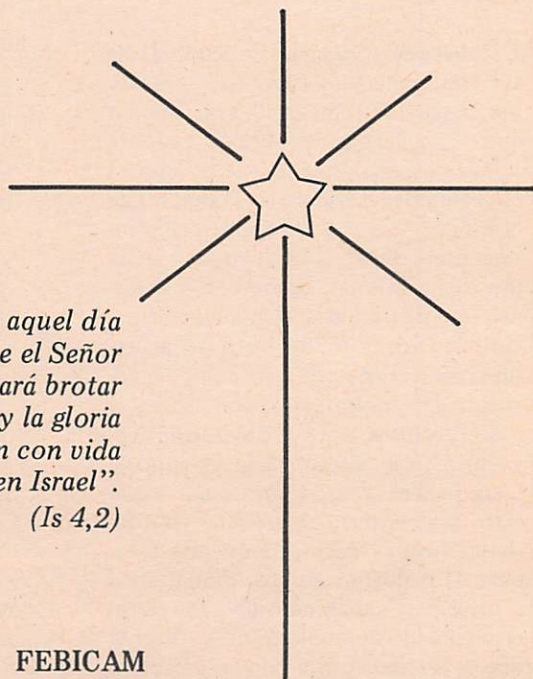 aquel día
e el Señor
ará brotar
y la gloria
n con vida
en Israel”.
(Is 4,2)
FEBICAM